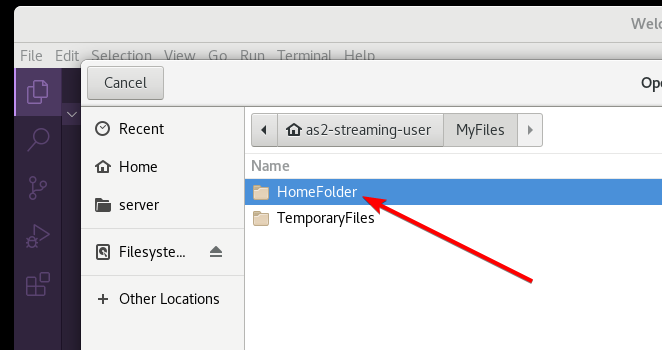 Welc
File Edit Selection View Go Run Terminal Help
Cancel
Ope
Recent
Home
server
Filesyste...
Other Locations
as2-streaming-user MyFiles
Name
HomeFolder
TemporaryFiles